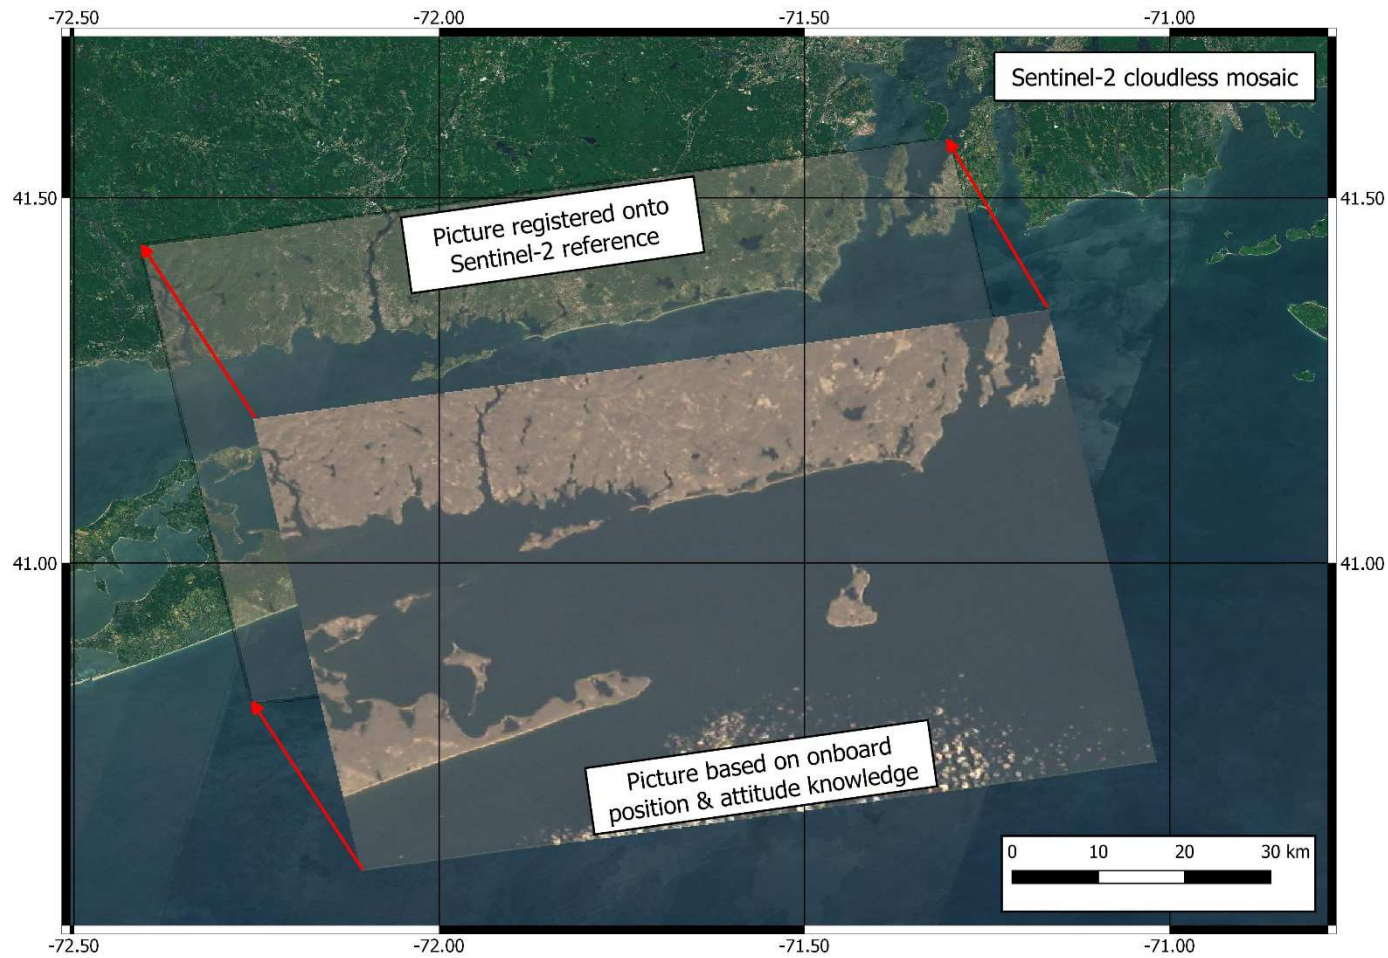 -72.50 -72.00 -71.50 -71.00
Sentinel-2 cloudless mosaic
41.50 41.50
Picture registered onto
Sentinel-2 reference
41.00 41.00
Picture based on onboard
position & attitude knowledge
0 10 20 30 km
-72.50 -72.00 -71.50 -71.00